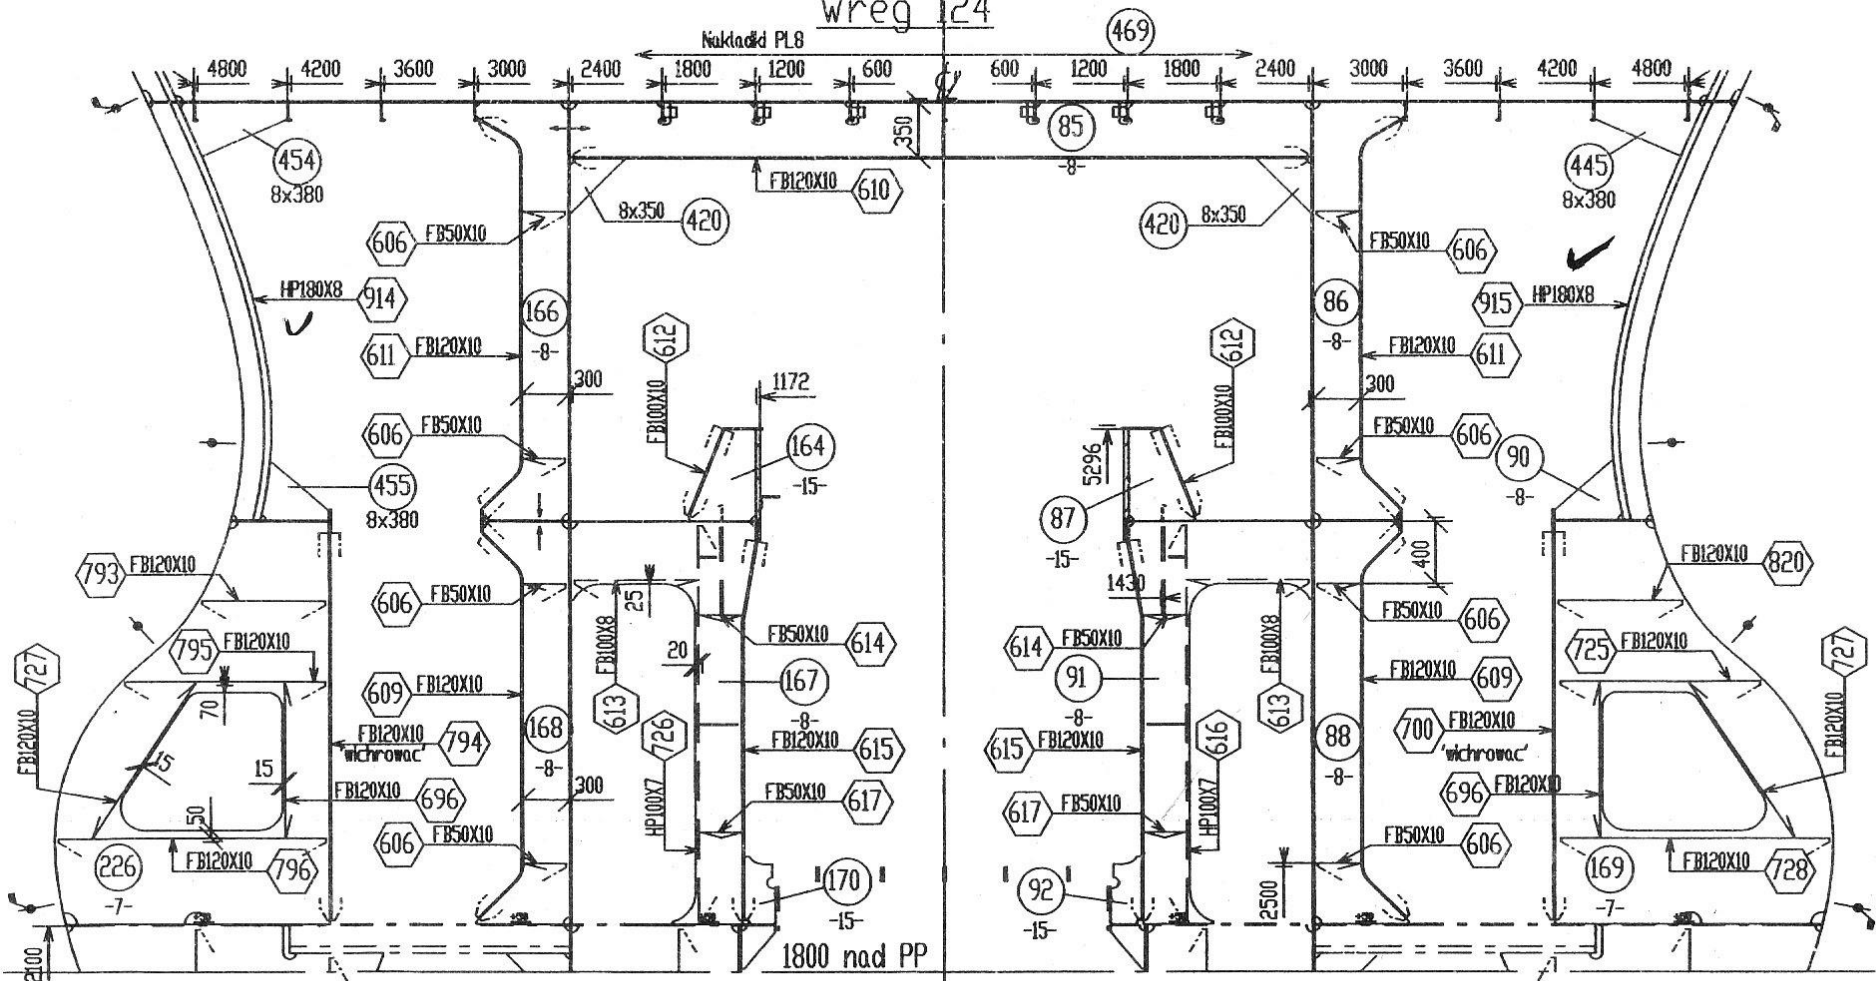 wręg 124
Nakładki PL8
469
4800 4200 3600 3000 2400 1800 1200 600 600 1200 1800 2400 3000 3600 4200 4800
350
85
-8-
454
8x380
FB120X10 610
445
8x380
8x350 420
420 8x350
606 FB50X10
FB50X10 606
HP180X8 914
166
-8-
612
612
86
-8-
915 HP180X8
611 FB120X10
FB120X10 611
300
1172
FB100X10
FB100X10
300
606 FB50X10
164
-15-
5296
FB50X10 606
90
-8-
455
8x380
87
-15-
400
793 FB120X10
FB120X10 820
606 FB50X10
25
1430
FB50X10 606
795 FB120X10
FB100X8
FB50X10 614
614 FB50X10
FB100X8
725 FB120X10
727
727
20
70
609 FB120X10
613
167
-8-
91
-8-
613
FB120X10 609
FB120X10
FB120X10
FB120X10 794
"wichrowac"
168
-8-
726
FB120X10 615
615 FB120X10
616
88
-8-
700 FB120X10
"wichrowac"
15
15
FB120X10 696
300
HP100X7
FB50X10 617
617 FB50X10
HP100X7
696 FB120X10
50
606 FB50X10
FB50X10 606
226
-7-
FB120X10 796
170
-15-
92
-15-
2500
169
-7-
FB120X10 728
2100
1800 nad PP